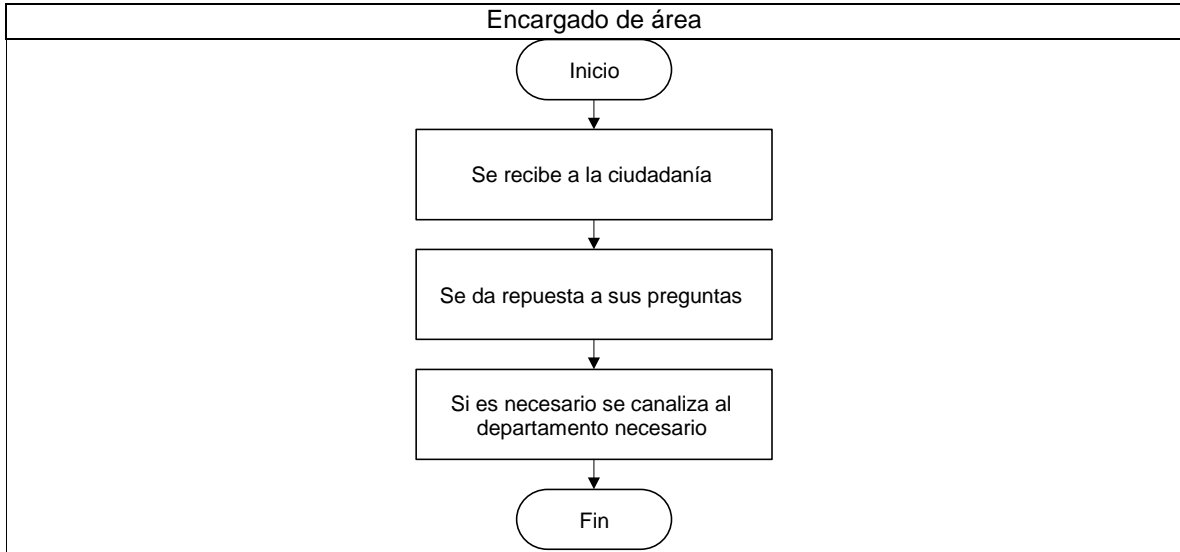 Encargado de área
Inicio
Se recibe a la ciudadanía
Se da repuesta a sus preguntas
Si es necesario se canaliza al
departamento necesario
Fin